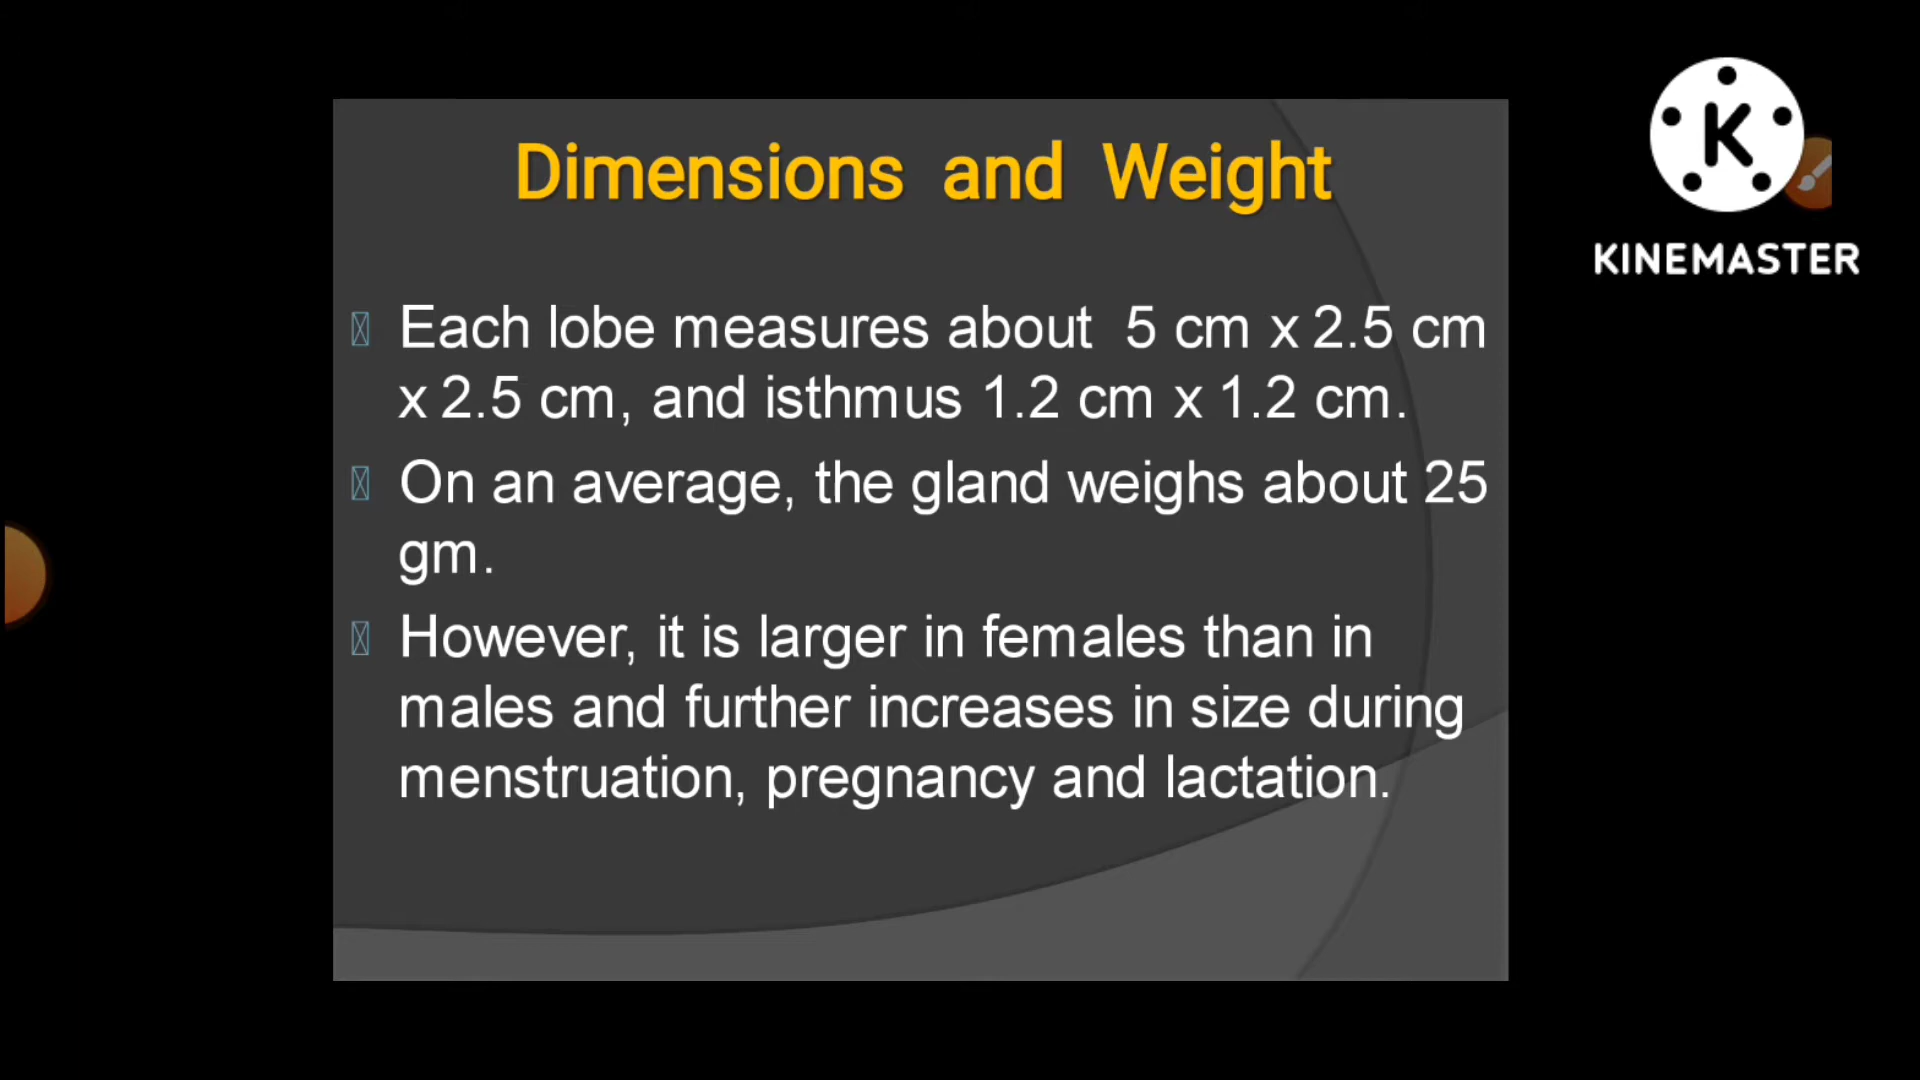 Dimensions and Weight
K
KINEMASTER
Each lobe measures about 5 cm x 2.5 cm
x 2.5 cm, and isthmus 1.2 cm x 1.2 cm.
On an average, the gland weighs about 25
gm.
However, it is larger in females than in
males and further increases in size during
menstruation, pregnancy and lactation.